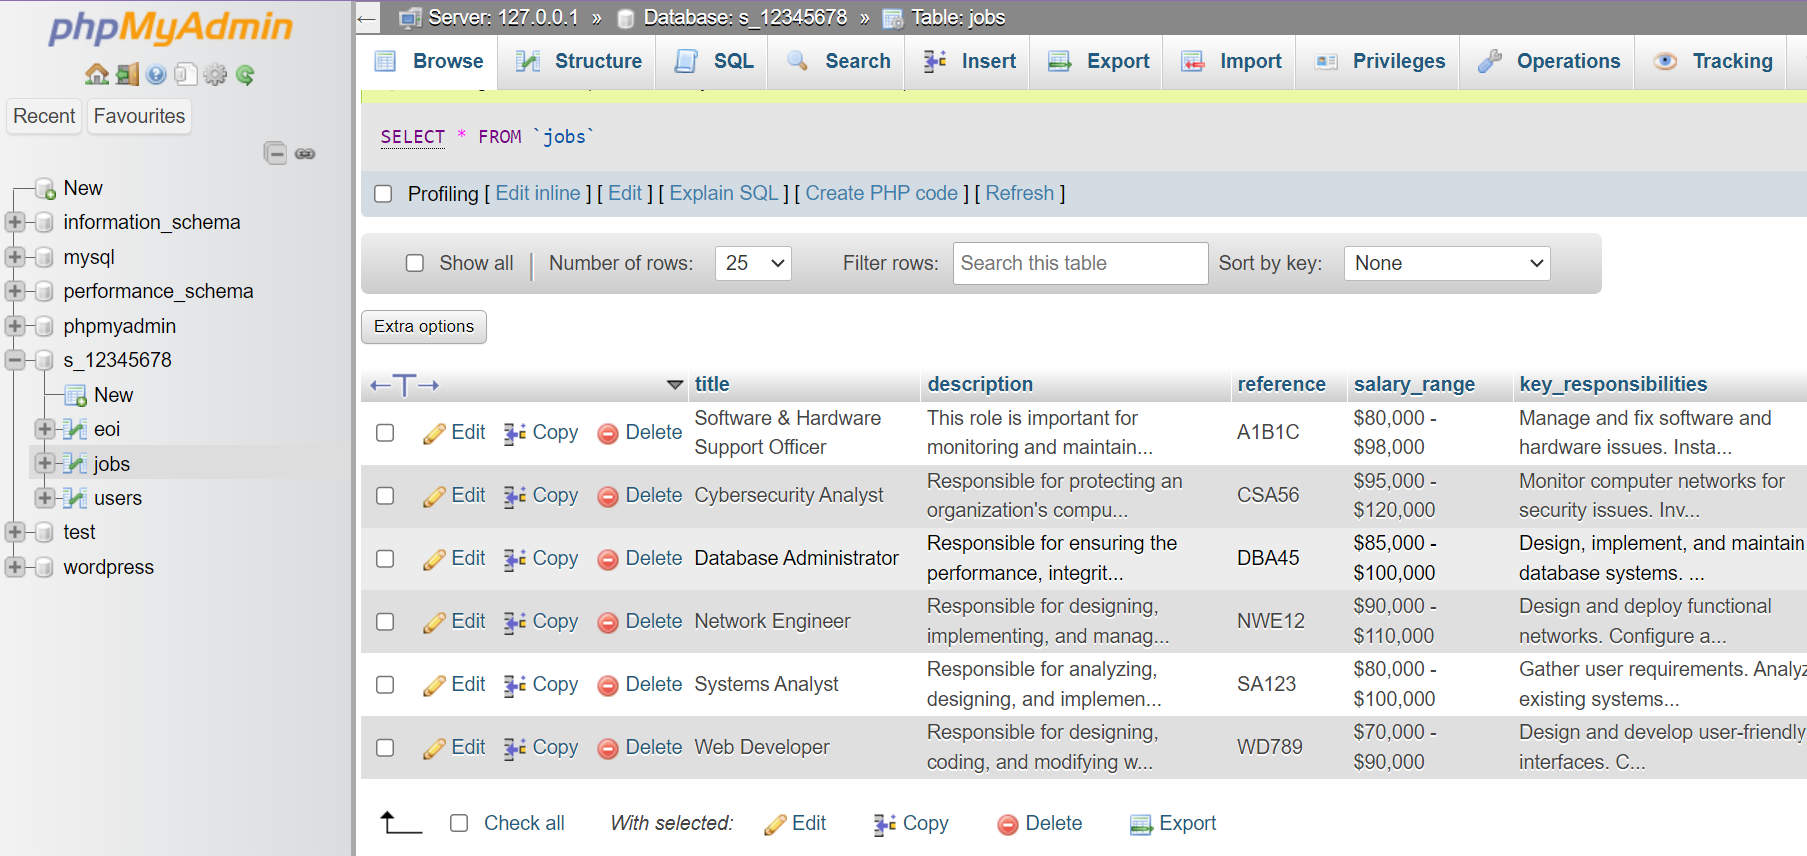 phpMyAdmin
Recent
Favourites
New
information_schema
mysql
performance_schema
phpmyadmin
s_12345678
New
eoi
jobs
users
test
wordpress
Server: 127.0.0.1 » Database: s_12345678 » Table: jobs
Browse Structure SQL Search Insert Export Import Privileges Operations Tracking
SELECT * FROM `jobs`
Profiling [ Edit inline ] [ Edit ] [ Explain SQL ] [ Create PHP code ] [ Refresh ]
Show all | Number of rows: 25 Filter rows: Search this table Sort by key: None
Extra options
←T→ title description reference salary_range key_responsibilities
Edit Copy Delete
Software & Hardware
Support Officer
This role is important for
monitoring and maintain...
A1B1C
$80,000 -
$98,000
Manage and fix software and
hardware issues. Insta...
Edit Copy Delete
Cybersecurity Analyst
Responsible for protecting an
organization's compu...
CSA56
$95,000 -
$120,000
Monitor computer networks for
security issues. Inv...
Edit Copy Delete
Database Administrator
Responsible for ensuring the
performance, integrit...
DBA45
$85,000 -
$100,000
Design, implement, and maintain
database systems. ...
Edit Copy Delete
Network Engineer
Responsible for designing,
implementing, and manag...
NWE12
$90,000 -
$110,000
Design and deploy functional
networks. Configure a...
Edit Copy Delete
Systems Analyst
Responsible for analyzing,
designing, and implemen...
SA123
$80,000 -
$100,000
Gather user requirements. Analyz
existing systems...
Edit Copy Delete
Web Developer
Responsible for designing,
coding, and modifying w...
WD789
$70,000 -
$90,000
Design and develop user-friendly
interfaces. C...
Check all With selected: Edit Copy Delete Export